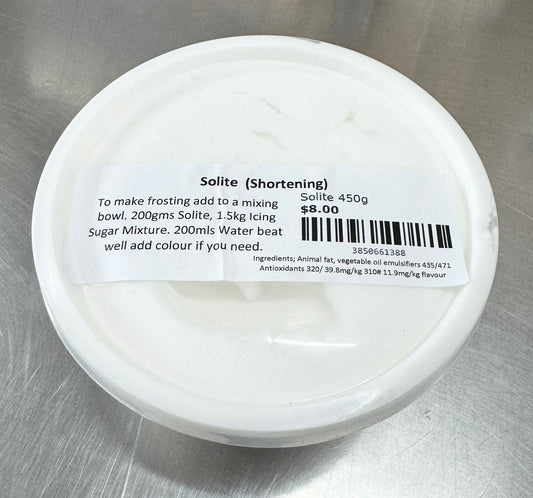 Solite (Shortening)
To make frosting add to a mixing
bowl. 200gms Solite, 1.5kg Icing
Sugar Mixture. 200mls Water beat
well add colour if you need.
Solite 450g
$8.00
3850661388
Ingredients; Animal fat, vegetable oil emulsifiers 435/471
Antioxidants 320/ 39.8mg/kg 310# 11.9mg/kg flavour